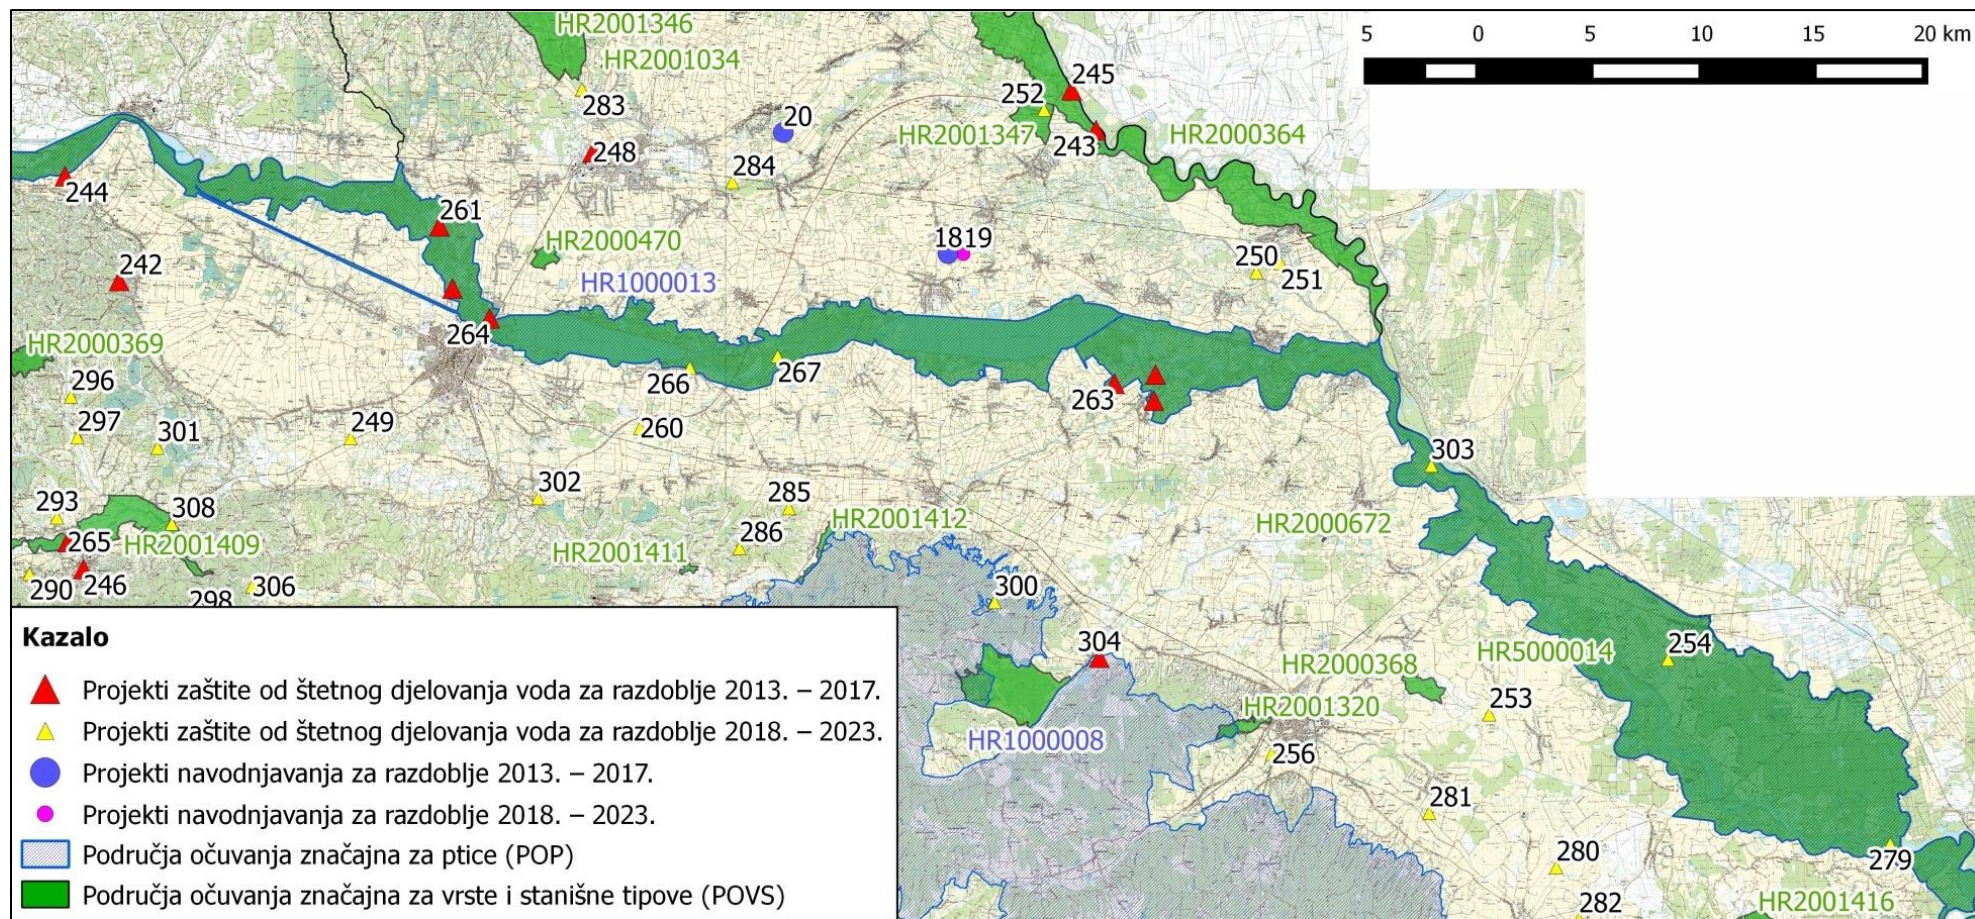 HR2001346
HR2001034
283
20
252
245
5 0 5 10 15 20 km
HR2001347
243
HR2000364
248
284
244
261
HR2000470
1819
250
251
242
HR1000013
264
HR2000369
266
267
263
296
297
301
249
260
303
302
293
308
285
286
HR2001412
HR2000672
265
HR2001409
HR2001411
290
246
298
306
300
304
HR2000368
HR5000014
254
HR2001320
253
HR1000008
256
281
280
279
282
HR2001416
Kazalo
Projekti zaštite od štetnog djelovanja voda za razdoblje 2013. – 2017.
Projekti zaštite od štetnog djelovanja voda za razdoblje 2018. – 2023.
Projekti navodnjavanja za razdoblje 2013. – 2017.
Projekti navodnjavanja za razdoblje 2018. – 2023.
Područja očuvanja značajna za ptice (POP)
Područja očuvanja značajna za vrste i stanišne tipove (POVS)